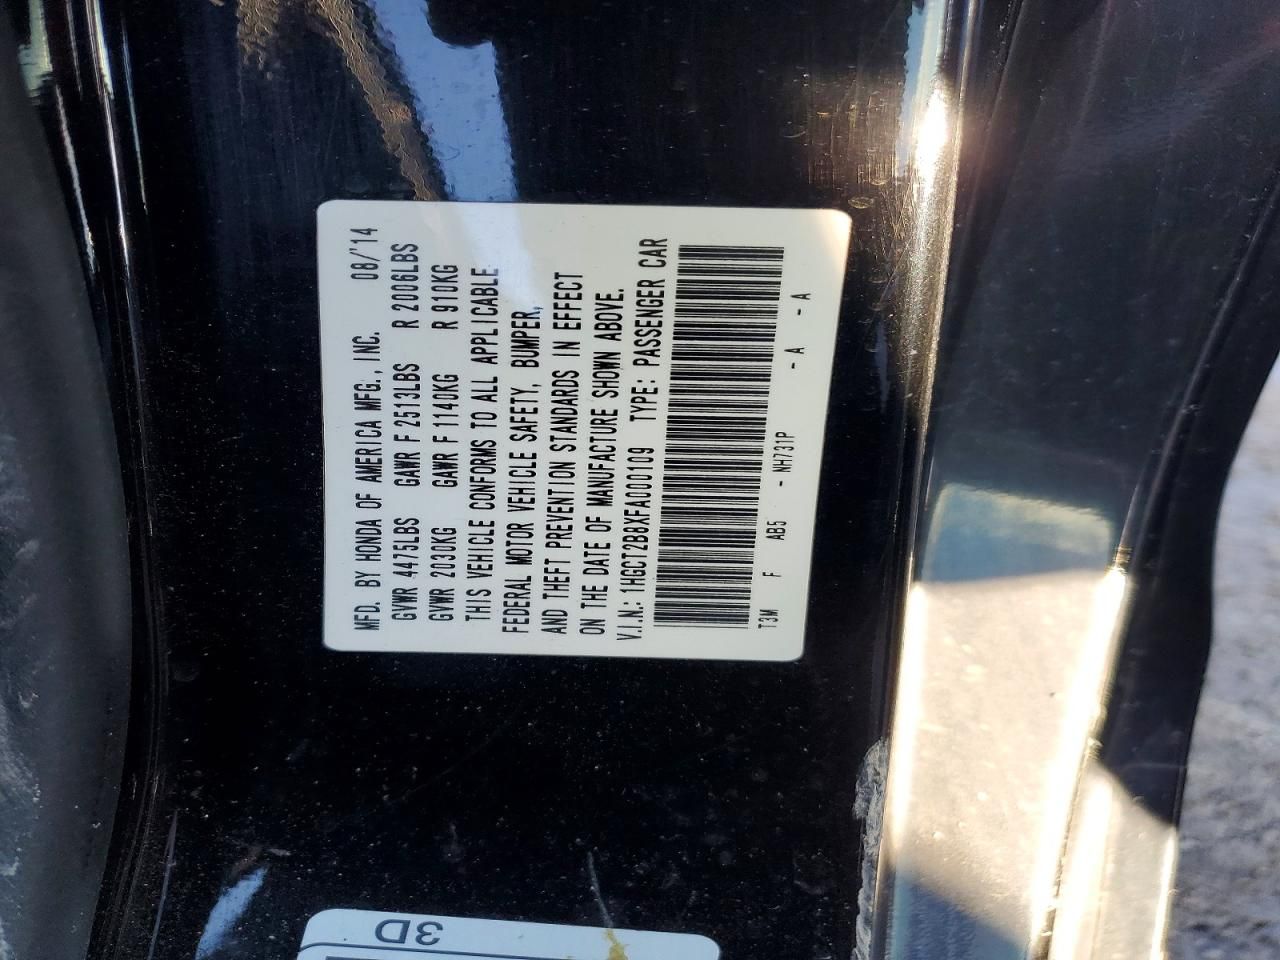 MFD. BY HONDA OF AMERICA MFG., INC. 08/'14
GVWR 4475LBS GAWR F 2513LBS R 2006LBS
GVWR 2030KG GAWR F 1140KG R 910KG
THIS VEHICLE CONFORMS TO ALL APPLICABLE
FEDERAL MOTOR VEHICLE SAFETY, BUMPER,
AND THEFT PREVENTION STANDARDS IN EFFECT
ON THE DATE OF MANUFACTURE SHOWN ABOVE.
V.I.N.: 1HGCT2B8XFA000109 TYPE: PASSENGER CAR
T3M F AB5 - NH731P - A - A
3D